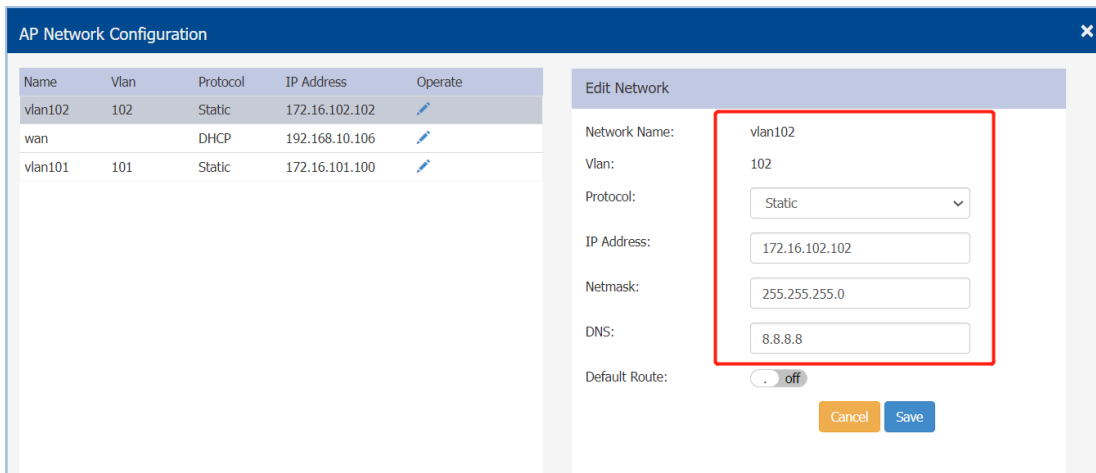 AP Network Configuration
Name Vlan Protocol IP Address Operate
vlan102 102 Static 172.16.102.102
wan DHCP 192.168.10.106
vlan101 101 Static 172.16.101.100
Edit Network
Network Name: vlan102
Vlan: 102
Protocol: Static
IP Address: 172.16.102.102
Netmask: 255.255.255.0
DNS: 8.8.8.8
Default Route: . off
Cancel Save